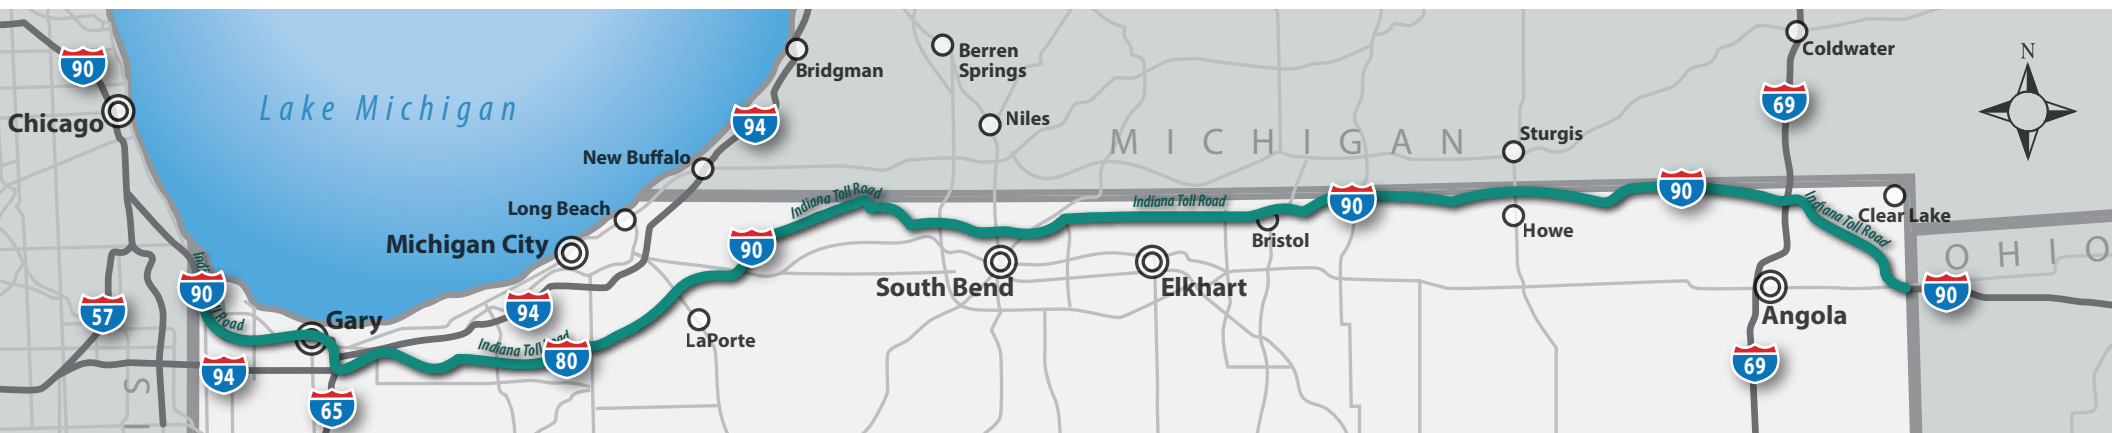 90
Chicago
Lake Michigan
Bridgman
94
Berren
Springs
Niles
MICHIGAN
Sturgis
Coldwater
69
N
New Buffalo
Long Beach
Michigan City
Indiana Toll Road
90
Indiana Toll Road
90
Bristol
South Bend
Elkhart
Howe
90
Indiana Toll Road
Clear Lake
OHIO
90
Angola
69
90
Road
57
Gary
94
Indiana Toll Road
80
LaPorte
94
65